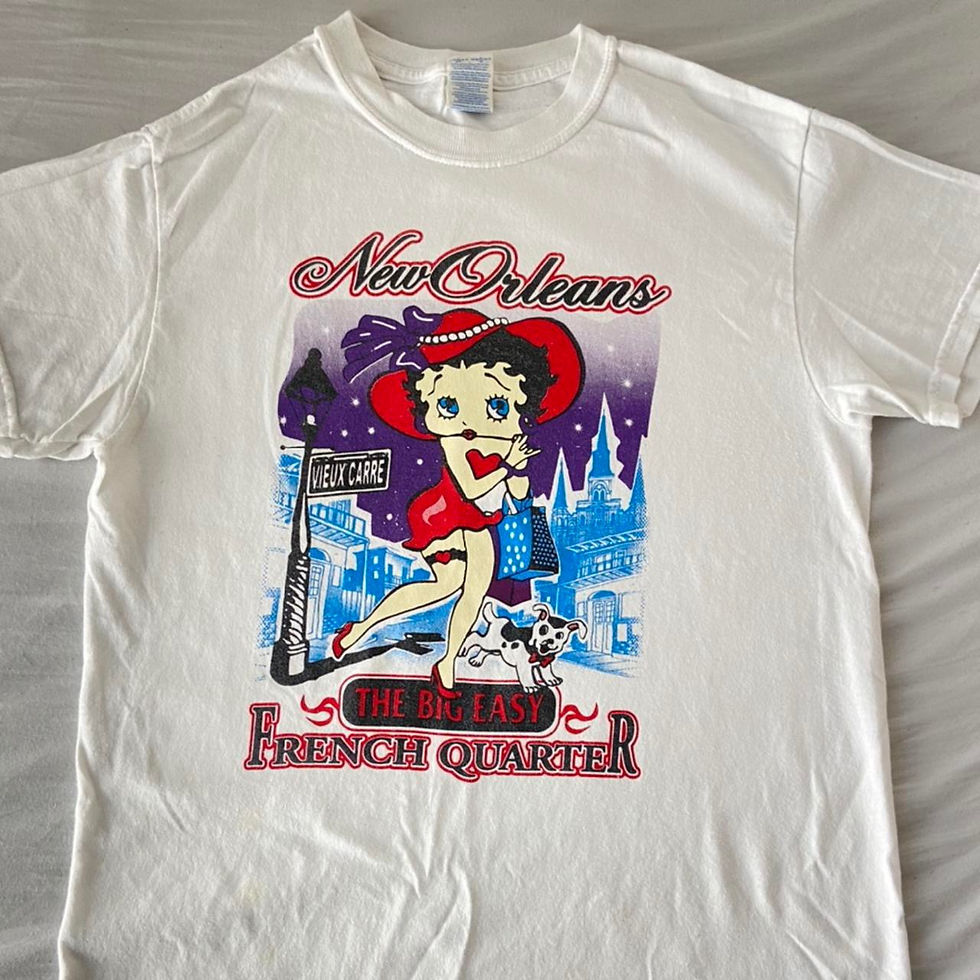 New Orleans
VIEUX CARRE
THE BIG EASY
FRENCH QUARTER